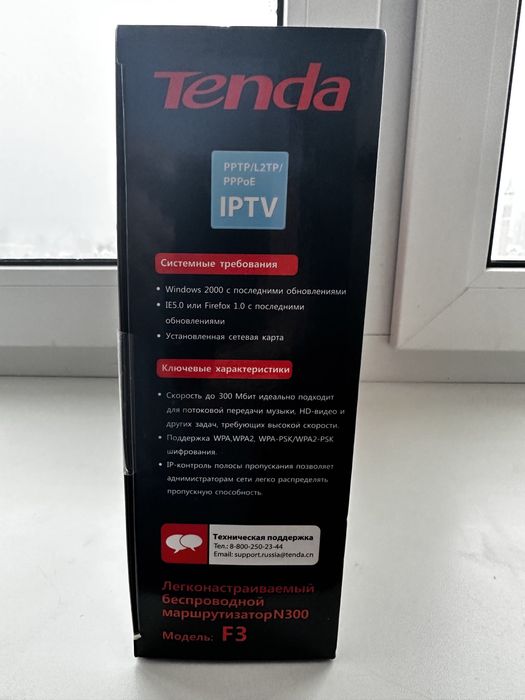 Tenda
PPTP/L2TP/
PPPoE
IPTV
Системные требования
• Windows 2000 с последними обновлениями
• IE5.0 или Firefox 1.0 с последними
обновлениями
• Установленная сетевая карта
Ключевые характеристики
• Скорость до 300 Мбит идеально подходит
для потоковой передачи музыки, HD-видео и
других задач, требующих высокой скорости.
• Поддержка WPA,WPA2, WPA-PSK/WPA2-PSK
шифрования.
• IP-контроль полосы пропускания позволяет
администраторам сети легко распределять
пропускную способность.
Техническая поддержка
Тел.: 8-800-250-23-44
Email: support.russia@tenda.cn
Легконастраиваемый
беспроводной
маршрутизатор N300
Модель: F3